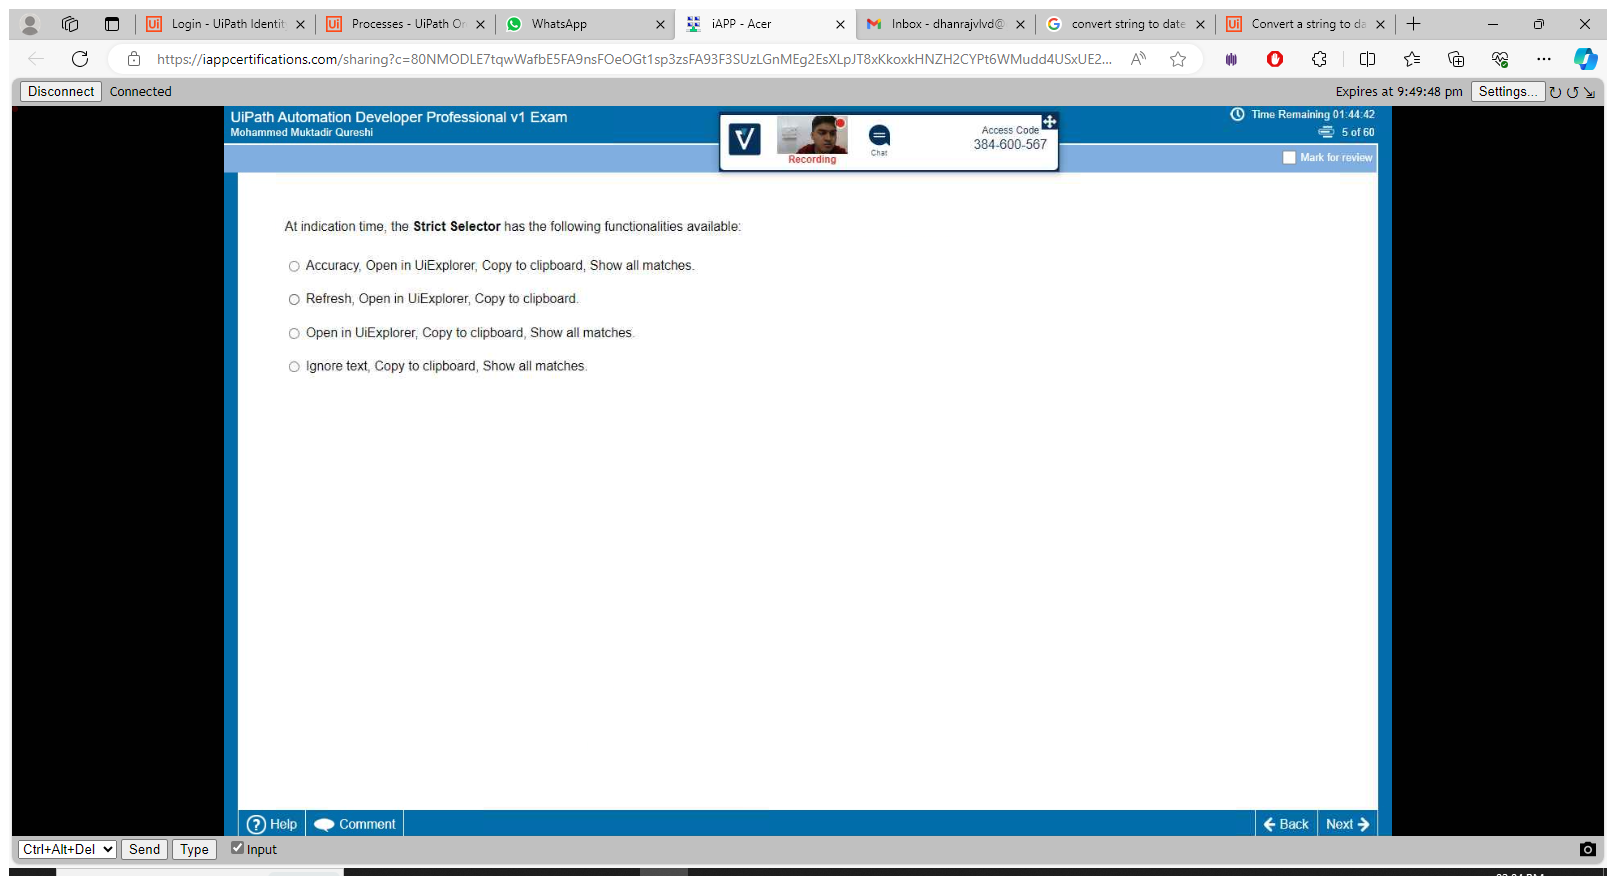 Login - UiPath Identit
Processes - UiPath Or
WhatsApp
iAPP - Acer
Inbox - dhanrajvlvd@
convert string to date
Convert a string to da
https://iappcertifications.com/sharing?c=80NMODLE7tqwWafbE5FA9nsFOeOGt1sp3zsFA93F3SUzLGnMEg2EsXLpJT8xKkoxkHNZH2CYPt6WMudd4USxUE2...
Disconnect Connected
Expires at 9:49:48 pm Settings...
UiPath Automation Developer Professional v1 Exam
Mohammed Muktadir Qureshi
Recording
Chat
Access Code
384-600-567
Time Remaining 01:44:42
5 of 60
Mark for review
At indication time, the Strict Selector has the following functionalities available:
Accuracy, Open in UiExplorer, Copy to clipboard, Show all matches.
Refresh, Open in UiExplorer, Copy to clipboard.
Open in UiExplorer, Copy to clipboard, Show all matches.
Ignore text, Copy to clipboard, Show all matches.
Help Comment
Back Next
Ctrl+Alt+Del Send Type Input